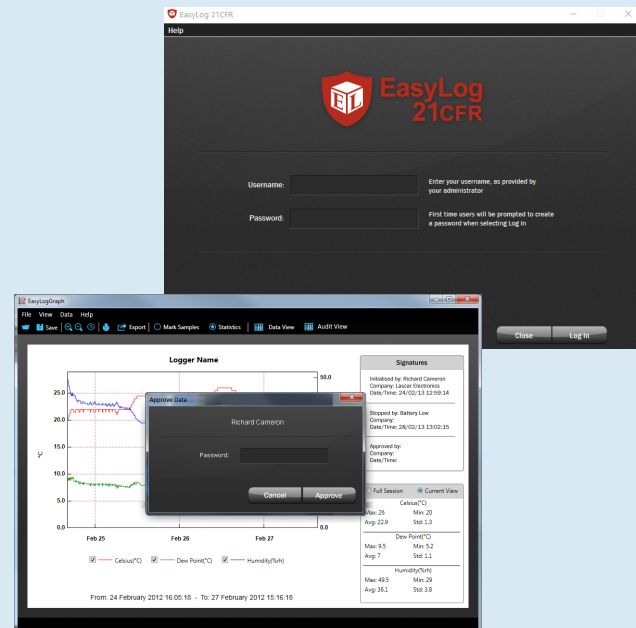 EasyLog 21CFR
Help
EL
EasyLog
21CFR
Username:
Enter your username, as provided by
your administrator
Password:
First time users will be prompted to create
a password when selecting Log In
Close
Log In
EasyLogGraph
File View Data Help
Save Export Mark Samples Statistics Data View Audit View
Logger Name
°C
25.0
20.0
15.0
10.0
5.0
0.0
50.0
0.0
Feb 25 Feb 26 Feb 27
Celsius(°C) Dew Point(°C) Humidity(%rh)
From: 24 February 2012 16:05:18 - To: 27 February 2012 15:16:18
Approve Data
Richard Cameron
Password:
Cancel
Approve
Signatures
Initialised by: Richard Cameron
Company: Lascar Electronics
Date/Time: 24/02/13 12:59:14
Stopped by: Battery Low
Company:
Date/Time: 28/02/13 13:02:15
Approved by:
Company:
Date/Time:
Full Session Current View
Celsius(°C)
Max: 26 Min: 20
Avg: 22.9 Std: 1.3
Dew Point(°C)
Max: 9.5 Min: 5.2
Avg: 7 Std: 1.1
Humidity(%rh)
Max: 49.5 Min: 29
Avg: 36.1 Std: 3.8